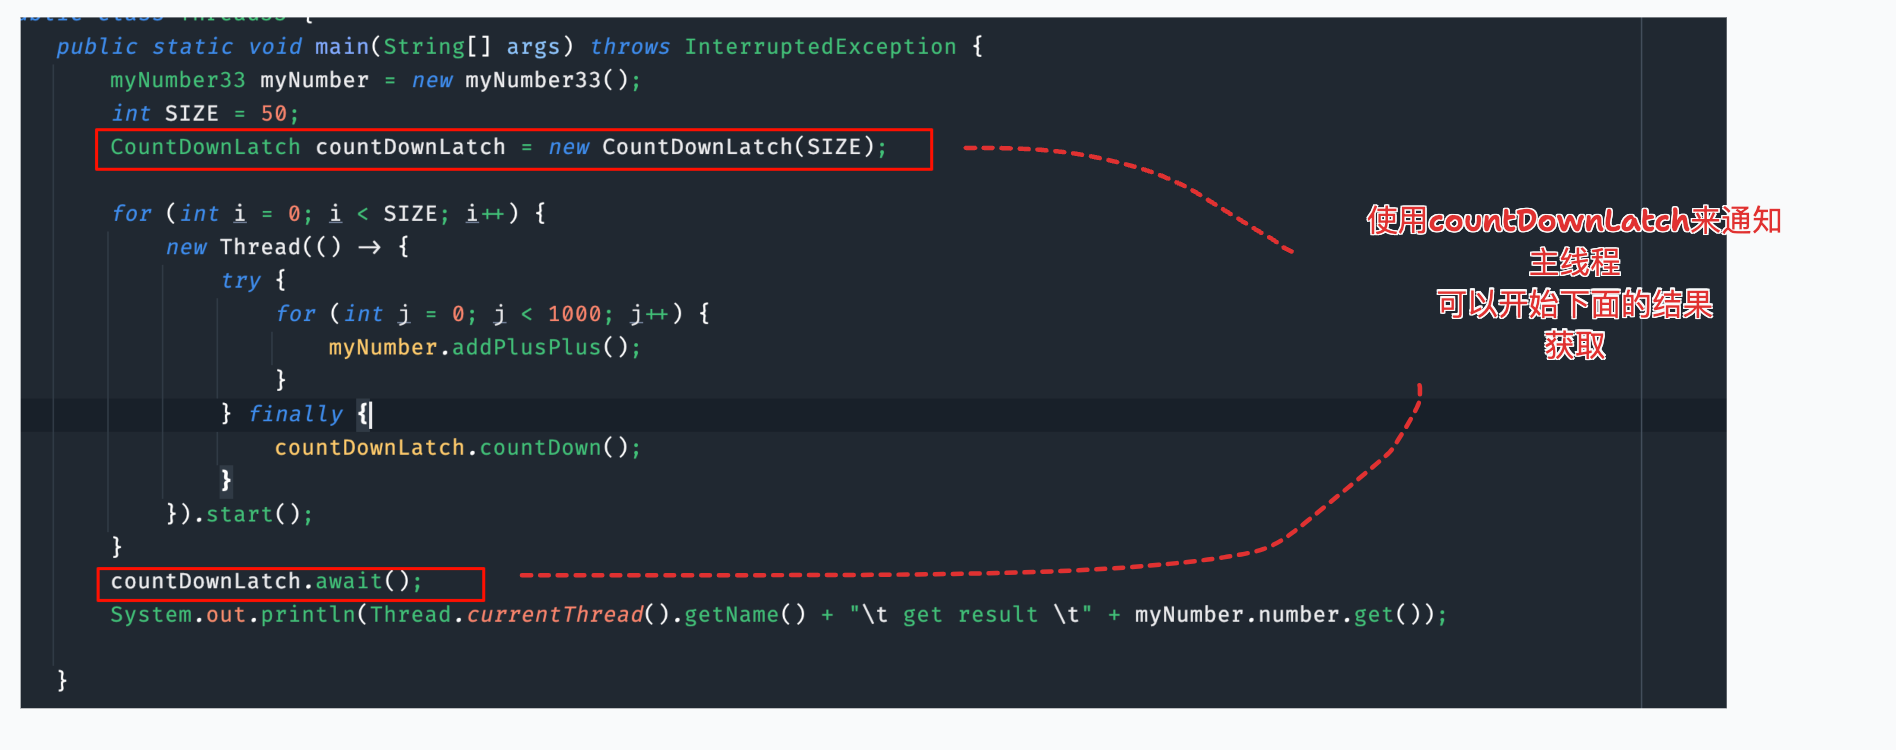 public class Thread33 {
public static void main(String[] args) throws InterruptedException {
myNumber33 myNumber = new myNumber33();
int SIZE = 50;
CountDownLatch countDownLatch = new CountDownLatch(SIZE);
for (int i = 0; i < SIZE; i++) {
new Thread(() -> {
try {
for (int j = 0; j < 1000; j++) {
myNumber.addPlusPlus();
}
} finally {
countDownLatch.countDown();
}
}).start();
}
countDownLatch.await();
System.out.println(Thread.currentThread().getName() + "\t get result \t" + myNumber.number.get());
}
使用countDownLatch来通知
主线程
可以开始下面的结果
获取